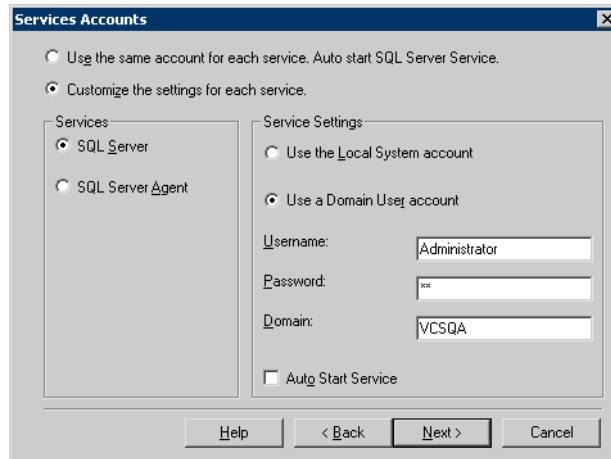 Services Accounts
Use the same account for each service. Auto start SQL Server Service.
Customize the settings for each service.
Services
SQL Server
SQL Server Agent
Service Settings
Use the Local System account
Use a Domain User account
Username:
Administrator
Password:
**
Domain:
VCSQA
Auto Start Service
Help
< Back
Next >
Cancel